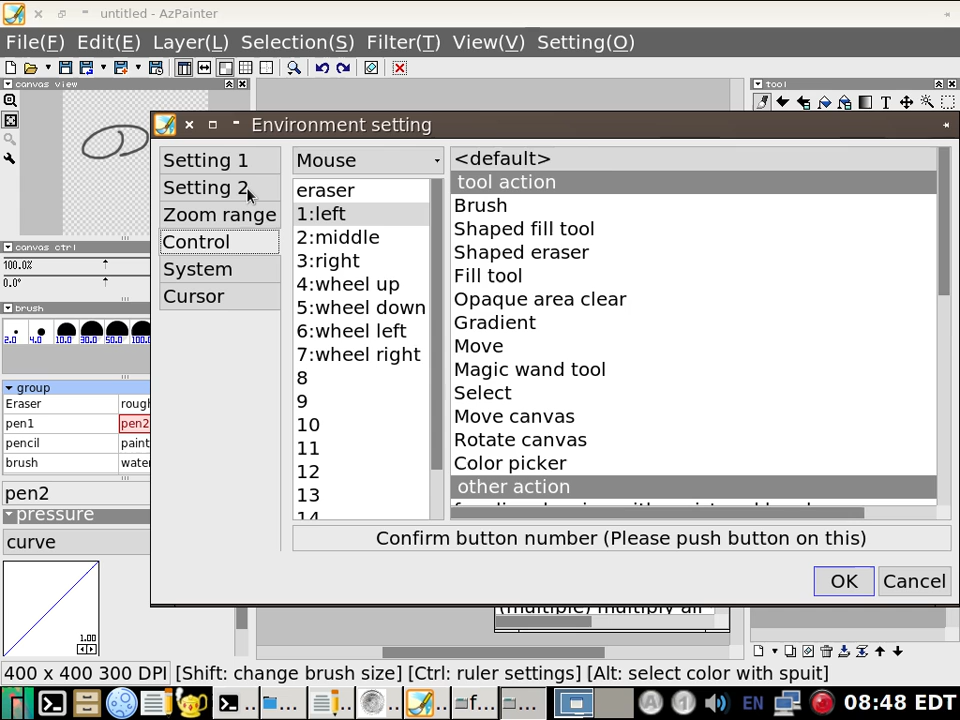 untitled - AzPainter
File(F) Edit(E) Layer(L) Selection(S) Filter(T) View(V) Setting(O)
canvas view
tool
Environment setting
Setting 1
Setting 2
Zoom range
Control
System
Cursor
Mouse
eraser
1:left
2:middle
3:right
4:wheel up
5:wheel down
6:wheel left
7:wheel right
8
9
10
11
12
13
14
<default>
tool action
Brush
Shaped fill tool
Shaped eraser
Fill tool
Opaque area clear
Gradient
Move
Magic wand tool
Select
Move canvas
Rotate canvas
Color picker
other action
Confirm button number (Please push button on this)
OK Cancel
canvas ctrl
100.0%
0.0°
brush
2.0 4.0 10.0 30.0 50.0 100.0
group
Eraser rough
pen1 pen2
pencil paint
brush water
pen2
pressure
curve
1.00
(multiple) multiply all
400 x 400 300 DPI [Shift: change brush size] [Ctrl: ruler settings] [Alt: select color with spuit]
... ... ... f... ... EN 08:48 EDT